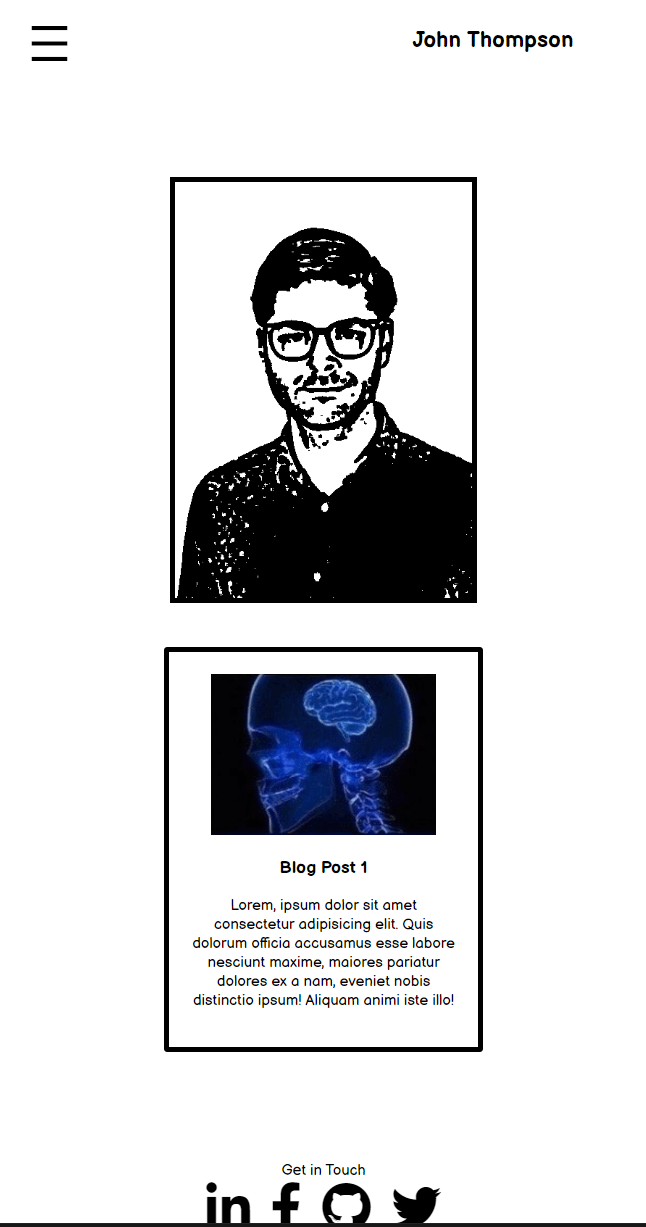 John Thompson
Blog Post 1
Lorem, ipsum dolor sit amet
consectetur adipisicing elit. Quis
dolorum officia accusamus esse labore
nesciunt maxime, maiores pariatur
dolores ex a nam, eveniet nobis
distinctio ipsum! Aliquam animi iste illo!
Get in Touch
in f